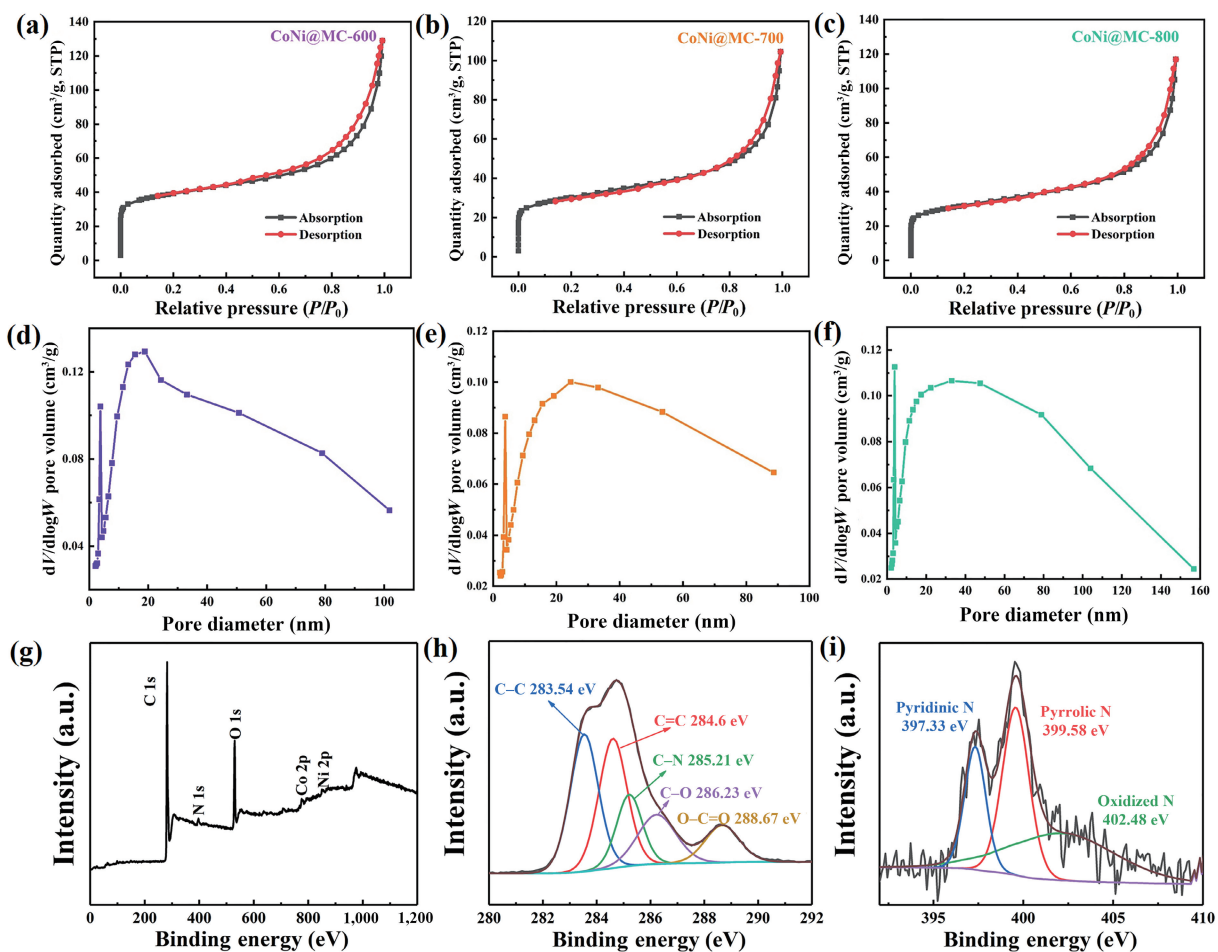 (a)
CoNi@MC-600
Quantity adsorbed (cm³/g, STP)
140
120
100
80
60
40
20
0
Absorption
Desorption
0.0 0.2 0.4 0.6 0.8 1.0
Relative pressure (P/P₀)
(b)
CoNi@MC-700
Quantity adsorbed (cm³/g, STP)
120
100
80
60
40
20
0
Absorption
Desorption
0.0 0.2 0.4 0.6 0.8 1.0
Relative pressure (P/P₀)
(c)
CoNi@MC-800
Quantity adsorbed (cm³/g, STP)
140
120
100
80
60
40
20
0
Absorption
Desorption
0.0 0.2 0.4 0.6 0.8 1.0
Relative pressure (P/P₀)
(d)
dV/dlogW pore volume (cm³/g)
0.12
0.08
0.04
0 20 40 60 80 100
Pore diameter (nm)
(e)
dV/dlogW pore volume (cm³/g)
0.12
0.10
0.08
0.06
0.04
0.02
0 20 40 60 80 100
Pore diameter (nm)
(f)
dV/dlogW pore volume (cm³/g)
0.12
0.10
0.08
0.06
0.04
0.02
0 20 40 60 80 100 120 140 160
Pore diameter (nm)
(g)
Intensity (a.u.)
C 1s
N 1s
O 1s
Co 2p
Ni 2p
0 200 400 600 800 1,000 1,200
Binding energy (eV)
(h)
Intensity (a.u.)
C–C 283.54 eV
C=C 284.6 eV
C–N 285.21 eV
C–O 286.23 eV
O–C=O 288.67 eV
280 282 284 286 288 290 292
Binding energy (eV)
(i)
Intensity (a.u.)
Pyridinic N
397.33 eV
Pyrrolic N
399.58 eV
Oxidized N
402.48 eV
395 400 405 410
Binding energy (eV)